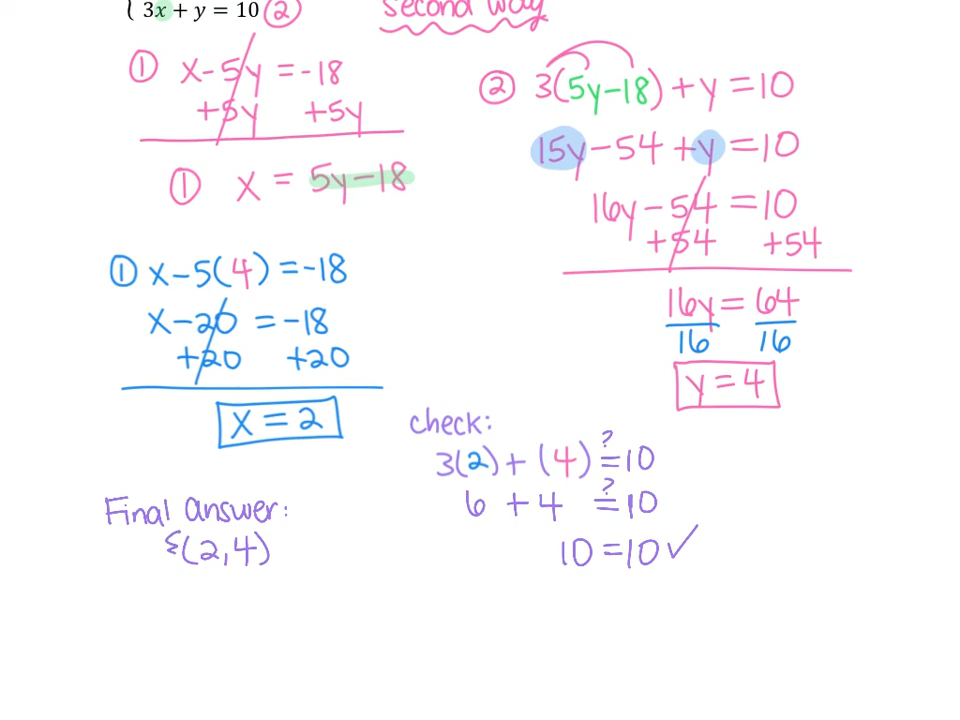 3x + y = 10 ②
Second Way
① x - 5y = -18
+5y +5y
① x = 5y - 18
② 3(5y - 18) + y = 10
15y - 54 + y = 10
16y - 54 = 10
+54 +54
16y = 64
16 16
y = 4
① x - 5(4) = -18
x - 20 = -18
+20 +20
x = 2
check:
3(2) + (4) ≟ 10
6 + 4 ≟ 10
10 = 10 ✓
Final answer:
{(2,4)